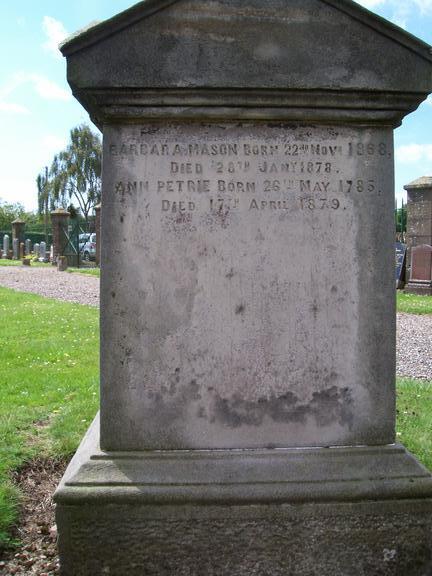 BARBARA MASON BORN 22ND NOVR 1868.
DIED 28TH JANY 1878.
ANN PETRIE BORN 26TH MAY 1785.
DIED 17TH APRIL 1879.